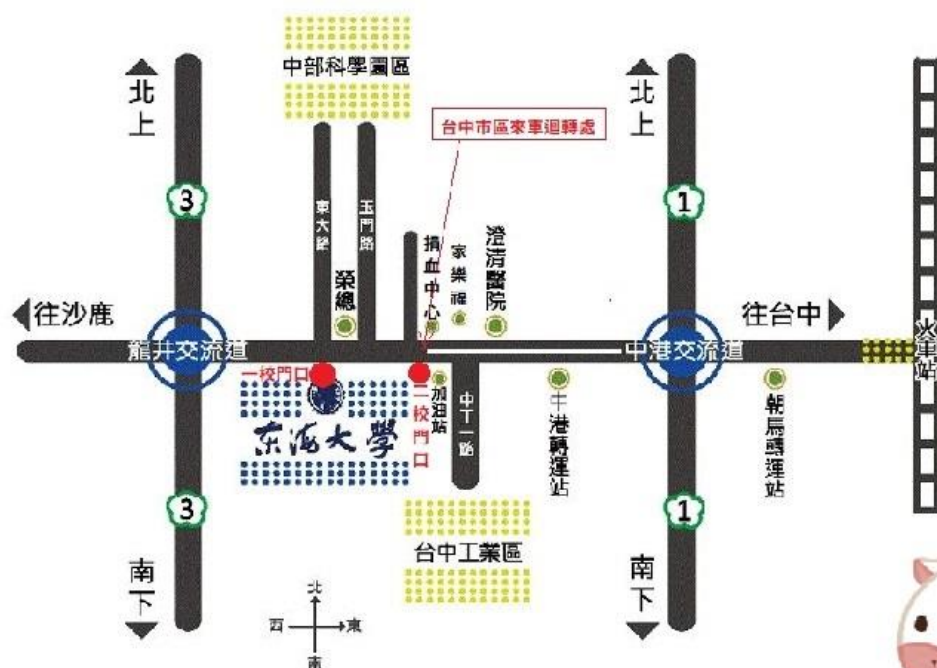 中部科學園區
北上
北上
台中市區來車迴轉處
3
1
東大路
玉門路
捐血中心
家樂福
澄清醫院
榮總
往沙鹿
往台中
龍井交流道
中港交流道
火車站
一校門口
二校門口
加油站
中工一路
中港轉運站
朝馬轉運站
东海大學
3
1
台中工業區
南下
南下
北
西
東
南